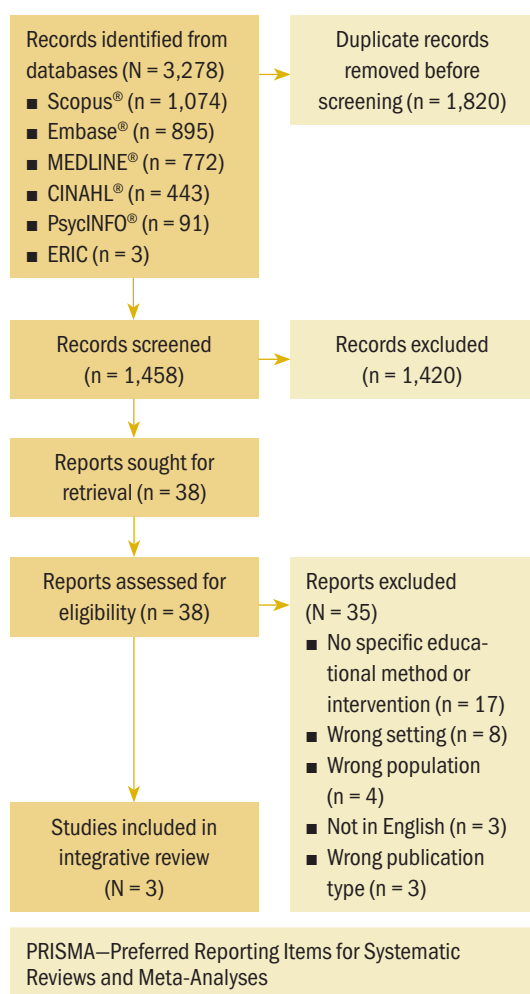 Records identified from
databases (N = 3,278)
■ Scopus® (n = 1,074)
■ Embase® (n = 895)
■ MEDLINE® (n = 772)
■ CINAHL® (n = 443)
■ PsycINFO® (n = 91)
■ ERIC (n = 3)
Duplicate records
removed before
screening (n = 1,820)
Records screened
(n = 1,458)
Records excluded
(n = 1,420)
Reports sought for
retrieval (n = 38)
Reports assessed for
eligibility (n = 38)
Reports excluded
(N = 35)
■ No specific educa-
tional method or
intervention (n = 17)
■ Wrong setting (n = 8)
■ Wrong population
(n = 4)
■ Not in English (n = 3)
■ Wrong publication
type (n = 3)
Studies included in
integrative review
(N = 3)
PRISMA—Preferred Reporting Items for Systematic
Reviews and Meta-Analyses